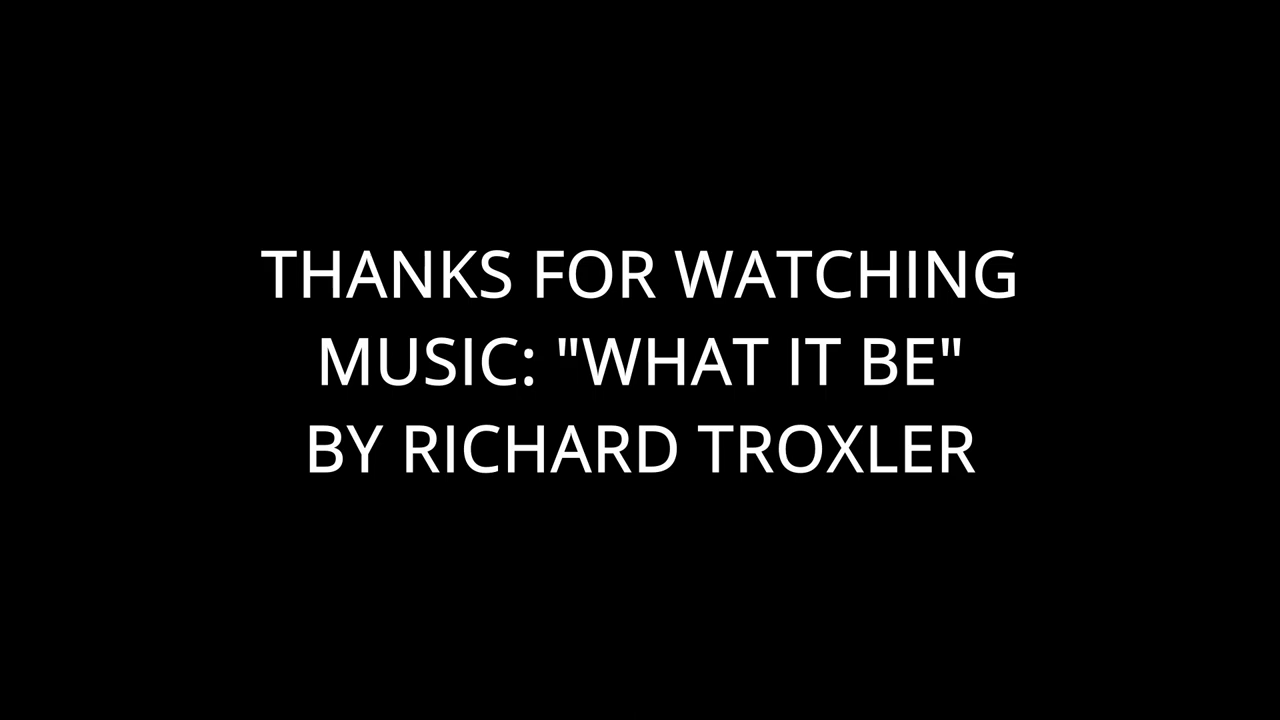 THANKS FOR WATCHING
MUSIC: "WHAT IT BE"
BY RICHARD TROXLER